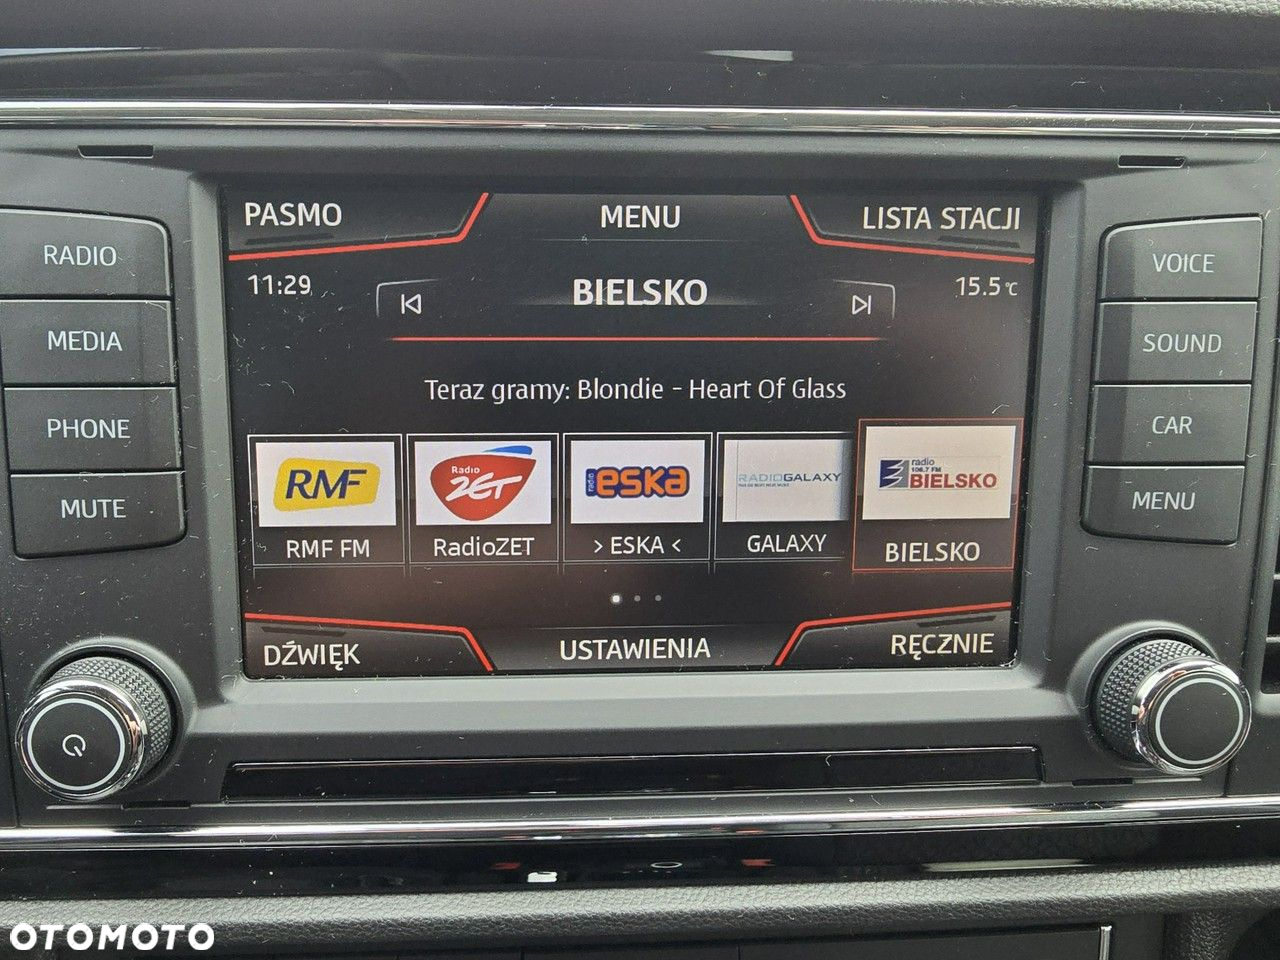 PASMO
MENU
LISTA STACJI
RADIO
VOICE
11:29
BIELSKO
15.5 °C
MEDIA
SOUND
Teraz gramy: Blondie - Heart Of Glass
PHONE
CAR
RMF
Radio ZET
radio ESKA
RADIOGALAXY
radio
106.7 FM
BIELSKO
MUTE
MENU
RMF FM
RadioZET
> ESKA <
GALAXY
BIELSKO
DŹWIĘK
USTAWIENIA
RĘCZNIE
OTOMOTO